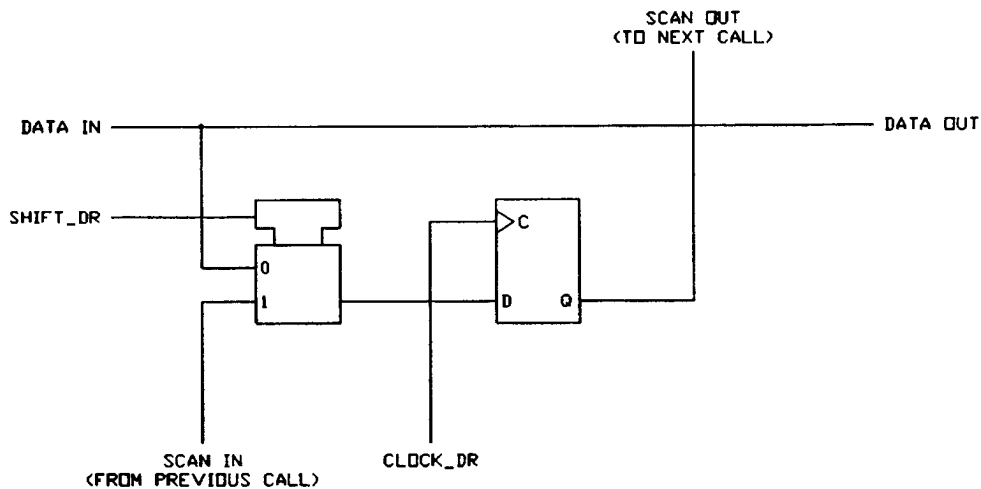 SCAN OUT
(TO NEXT CALL)
DATA IN
DATA OUT
SHIFT_DR
C
0
1
D
Q
SCAN IN
(FROM PREVIOUS CALL)
CLOCK_DR